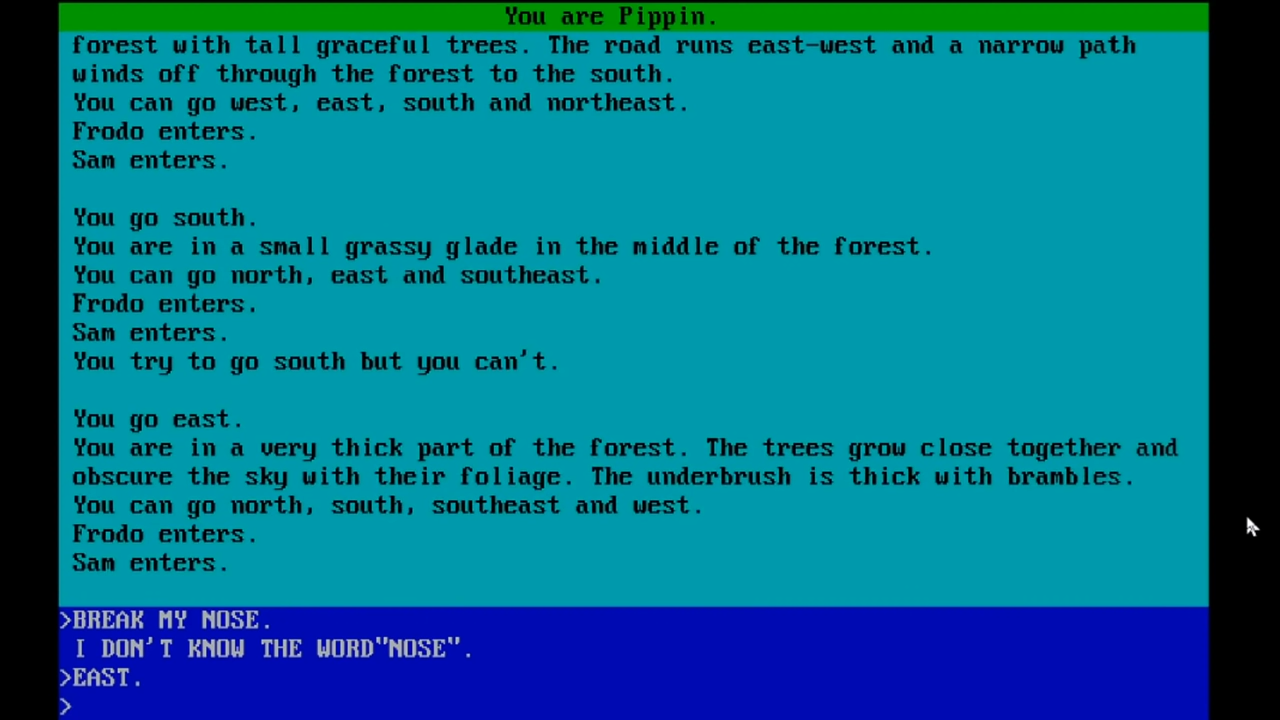 You are Pippin.
forest with tall graceful trees. The road runs east-west and a narrow path
winds off through the forest to the south.
You can go west, east, south and northeast.
Frodo enters.
Sam enters.
You go south.
You are in a small grassy glade in the middle of the forest.
You can go north, east and southeast.
Frodo enters.
Sam enters.
You try to go south but you can't.
You go east.
You are in a very thick part of the forest. The trees grow close together and
obscure the sky with their foliage. The underbrush is thick with brambles.
You can go north, south, southeast and west.
Frodo enters.
Sam enters.
>BREAK MY NOSE.
I DON'T KNOW THE WORD"NOSE".
>EAST.
>